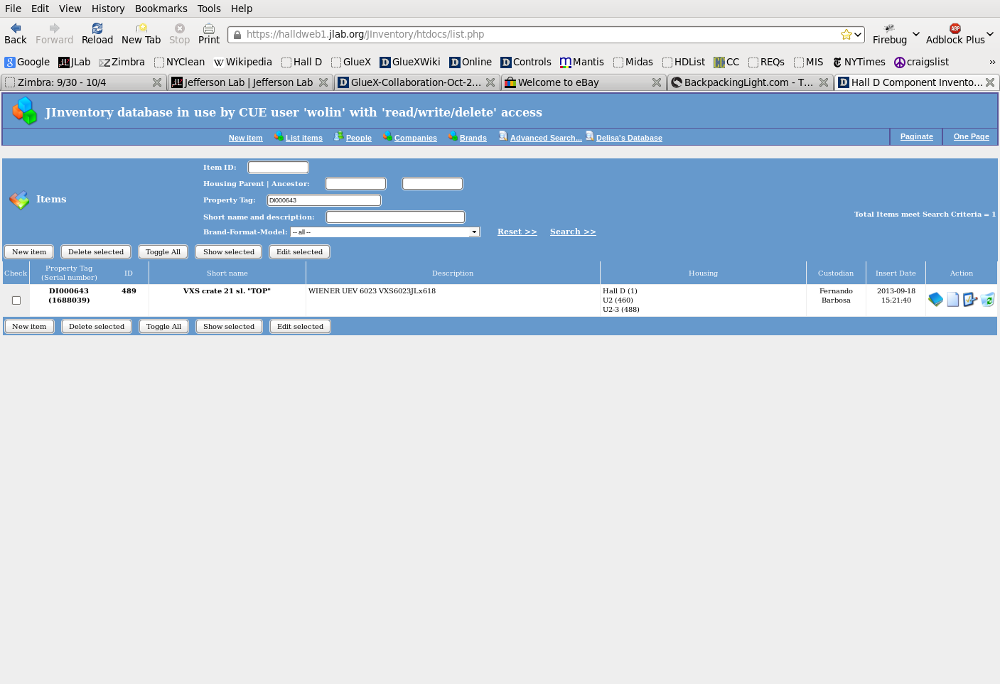 File Edit View History Bookmarks Tools Help
Back Forward Reload New Tab Stop Print https://halldweb1.jlab.org/JInventory/htdocs/list.php Firebug ABP Adblock Plus
Google JLab Zimbra NYClean Wikipedia Hall D GlueX GlueXWiki Online Controls Mantis Midas HDList CC REQs MIS NYTimes craigslist »
Zimbra: 9/30 - 10/4 Jefferson Lab | Jefferson Lab GlueX-Collaboration-Oct-2... Welcome to eBay BackpackingLight.com - T... Hall D Component Invento...
JInventory database in use by CUE user 'wolin' with 'read/write/delete' access
New item List items People Companies Brands Advanced Search... Delisa's Database Paginate One Page
Item ID:
Housing Parent | Ancestor:
Items
Property Tag: DI000643
Total Items meet Search Criteria = 1
Short name and description:
Brand-Format-Model: -- all -- Reset >> Search >>
New item Delete selected Toggle All Show selected Edit selected
Check Property Tag (Serial number) ID Short name Description Housing Custodian Insert Date Action
DI000643 489 VXS crate 21 sl. "TOP" WIENER UEV 6023 VXS6023JLx618 Hall D (1) Fernando 2013-09-18
(1688039) U2 (460) Barbosa 15:21:40
U2-3 (488)
New item Delete selected Toggle All Show selected Edit selected